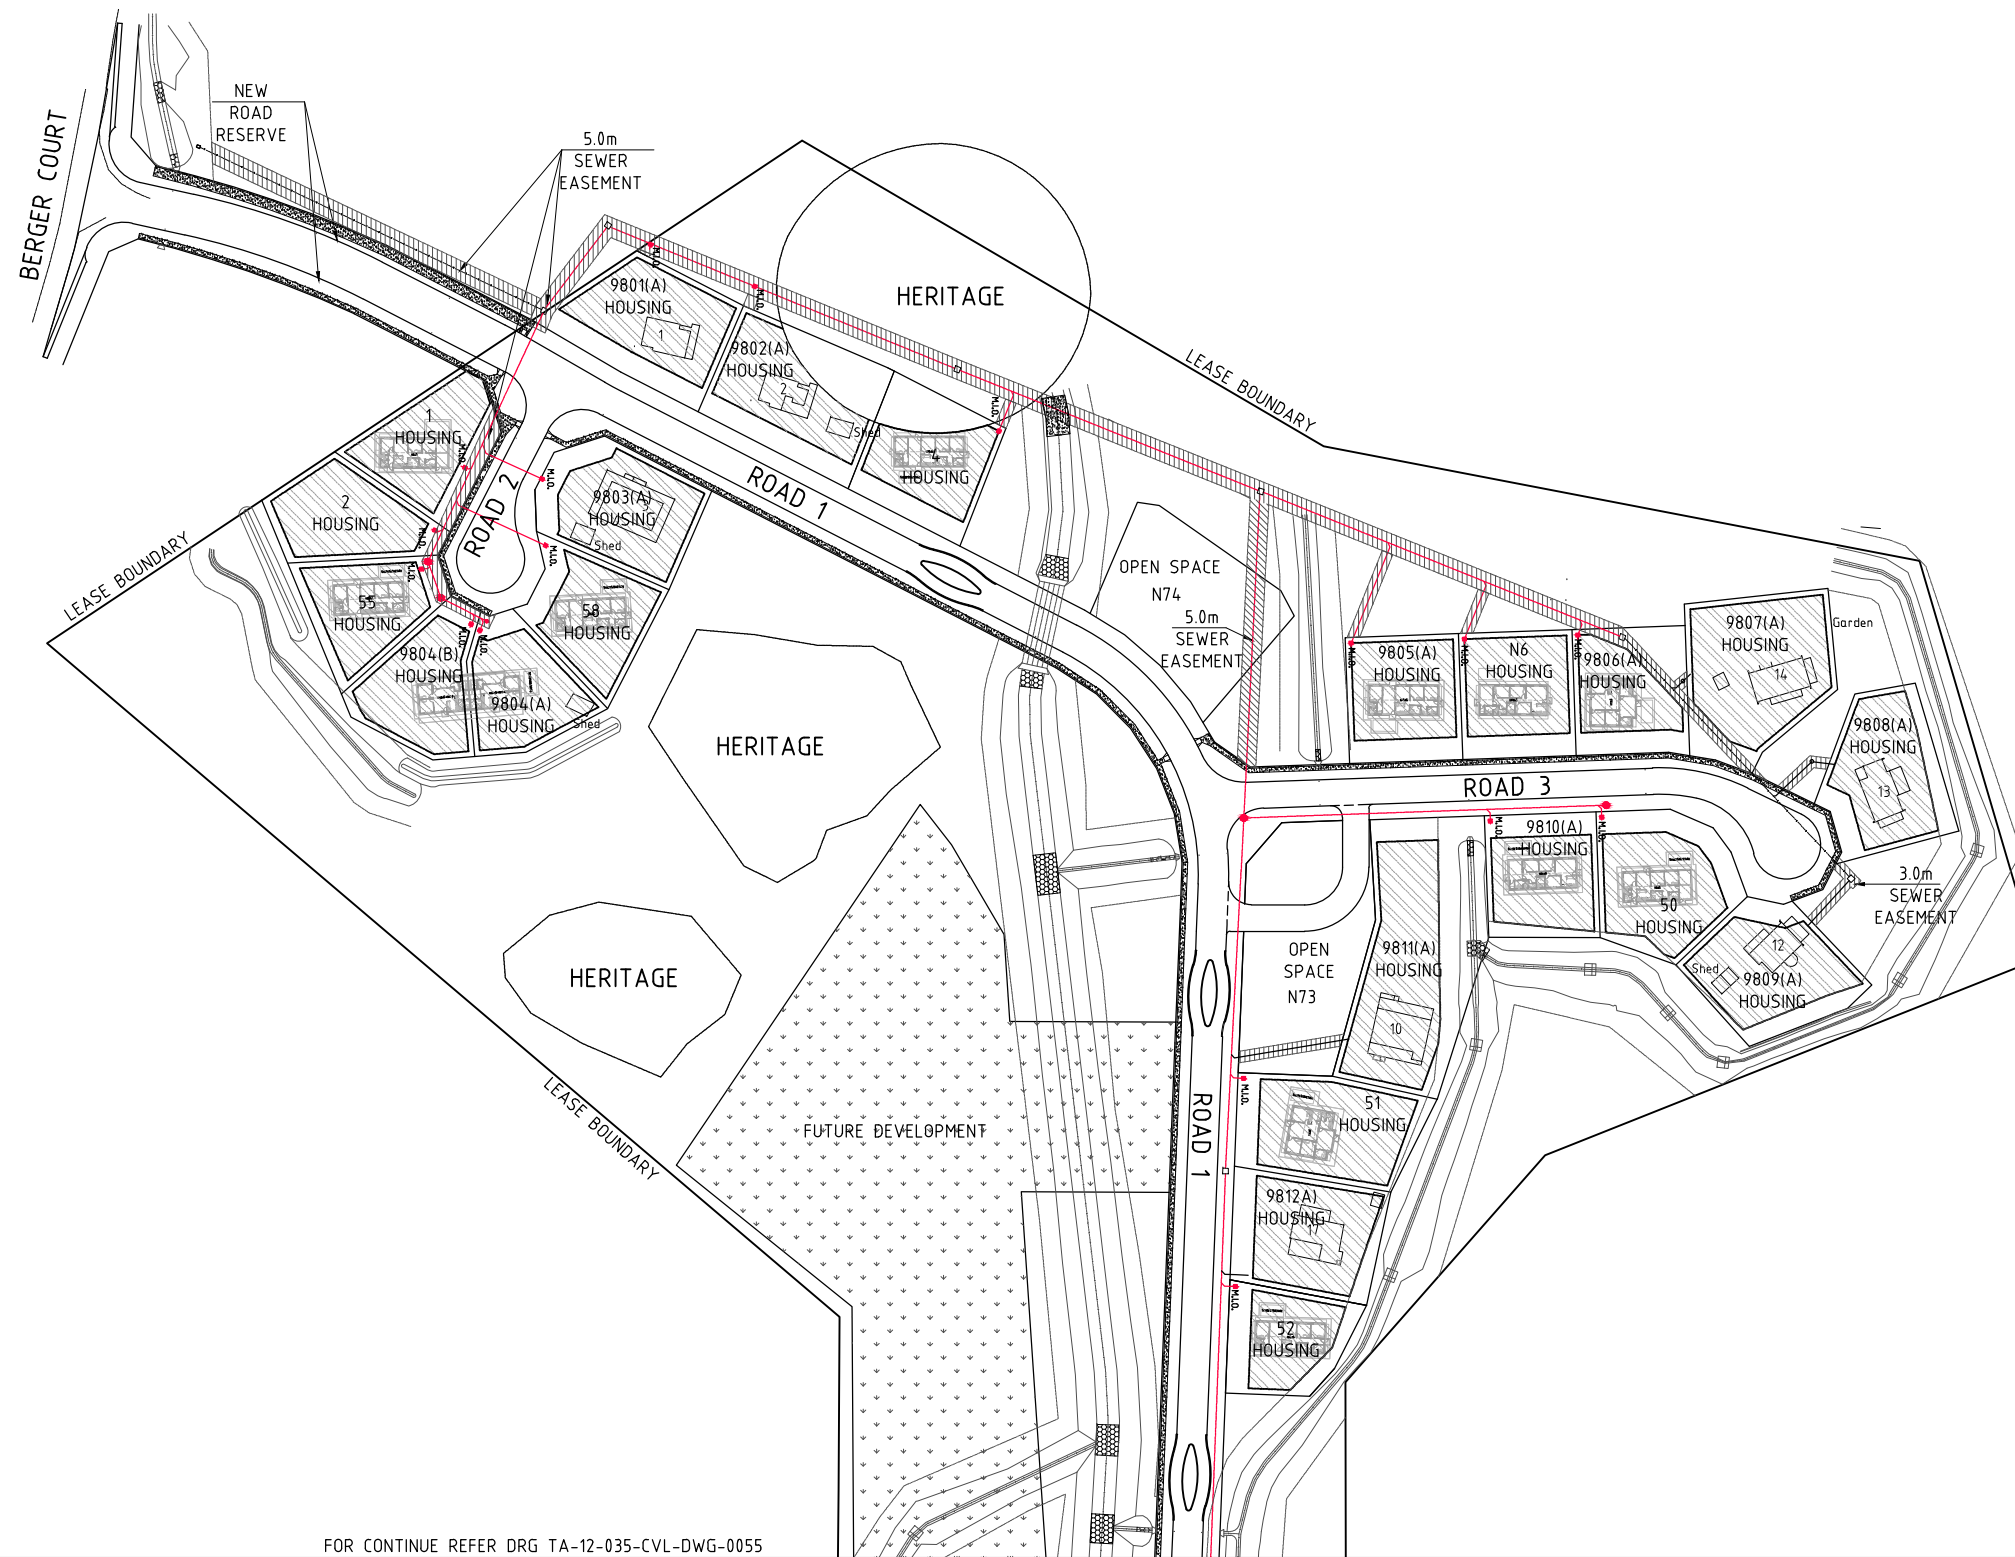 BERGER COURT
NEW
ROAD
RESERVE
5.0m
SEWER
EASEMENT
HERITAGE
LEASE BOUNDARY
9801(A)
HOUSING
1
M.I.O.
M.I.O.
9802(A)
HOUSING
2
Shed
M.I.O.
4
HOUSING
1
HOUSING
M.I.O.
2
HOUSING
M.I.O.
ROAD 2
M.I.O.
M.I.O.
9803(A)
HOUSING
3
Shed
ROAD 1
LEASE BOUNDARY
55
HOUSING
M.I.O.
58
HOUSING
M.I.O.
M.I.O.
9804(B)
HOUSING
9804(A)
HOUSING
Shed
OPEN SPACE
N74
5.0m
SEWER
EASEMENT
M.I.O.
9805(A)
HOUSING
M.I.O.
N6
HOUSING
M.I.O.
9806(A)
HOUSING
9807(A)
HOUSING
14
Garden
9808(A)
HOUSING
13
HERITAGE
ROAD 3
M.I.O.
9810(A)
HOUSING
M.I.O.
50
HOUSING
3.0m
SEWER
EASEMENT
12
Shed
9809(A)
HOUSING
HERITAGE
OPEN
SPACE
N73
9811(A)
HOUSING
10
LEASE BOUNDARY
FUTURE DEVELOPMENT
ROAD 1
M.I.O.
51
HOUSING
9812A)
HOUSING
M.I.O.
52
HOUSING
FOR CONTINUE REFER DRG TA-12-035-CVL-DWG-0055